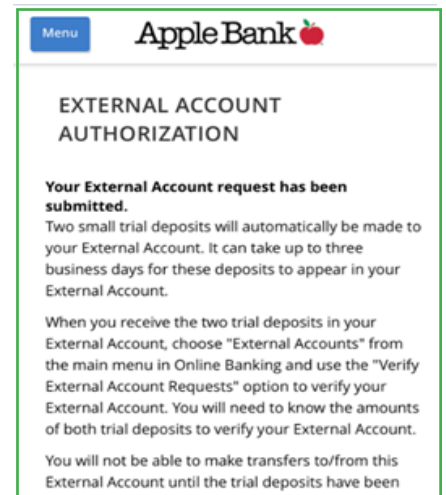 Menu
Apple Bank
EXTERNAL ACCOUNT
AUTHORIZATION
Your External Account request has been
submitted.
Two small trial deposits will automatically be made to
your External Account. It can take up to three
business days for these deposits to appear in your
External Account.
When you receive the two trial deposits in your
External Account, choose "External Accounts" from
the main menu in Online Banking and use the "Verify
External Account Requests" option to verify your
External Account. You will need to know the amounts
of both trial deposits to verify your External Account.
You will not be able to make transfers to/from this
External Account until the trial deposits have been